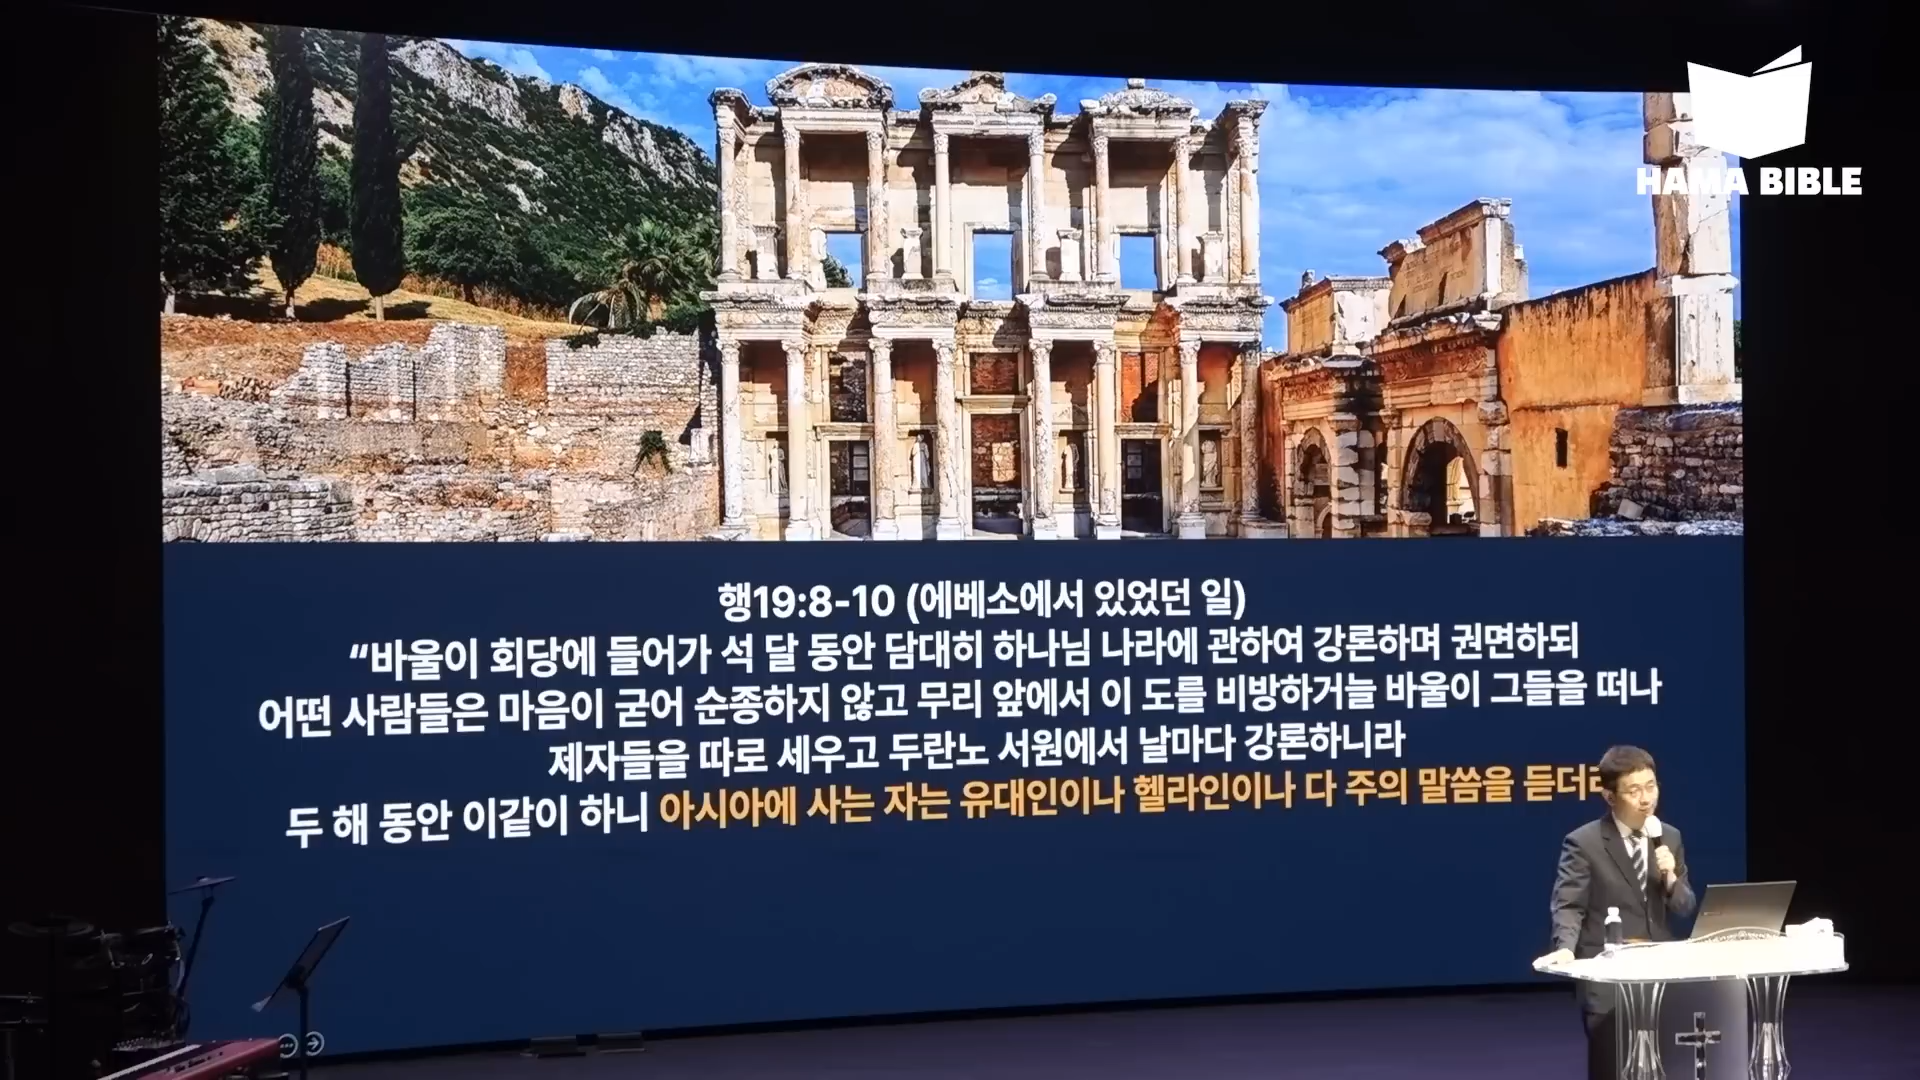 HAMA BIBLE
행19:8-10 (에베소에서 있었던 일)
“바울이 회당에 들어가 석 달 동안 담대히 하나님 나라에 관하여 강론하며 권면하되
어떤 사람들은 마음이 굳어 순종하지 않고 무리 앞에서 이 도를 비방하거늘 바울이 그들을 떠나
제자들을 따로 세우고 두란노 서원에서 날마다 강론하니라
두 해 동안 이같이 하니 아시아에 사는 자는 유대인이나 헬라인이나 다 주의 말씀을